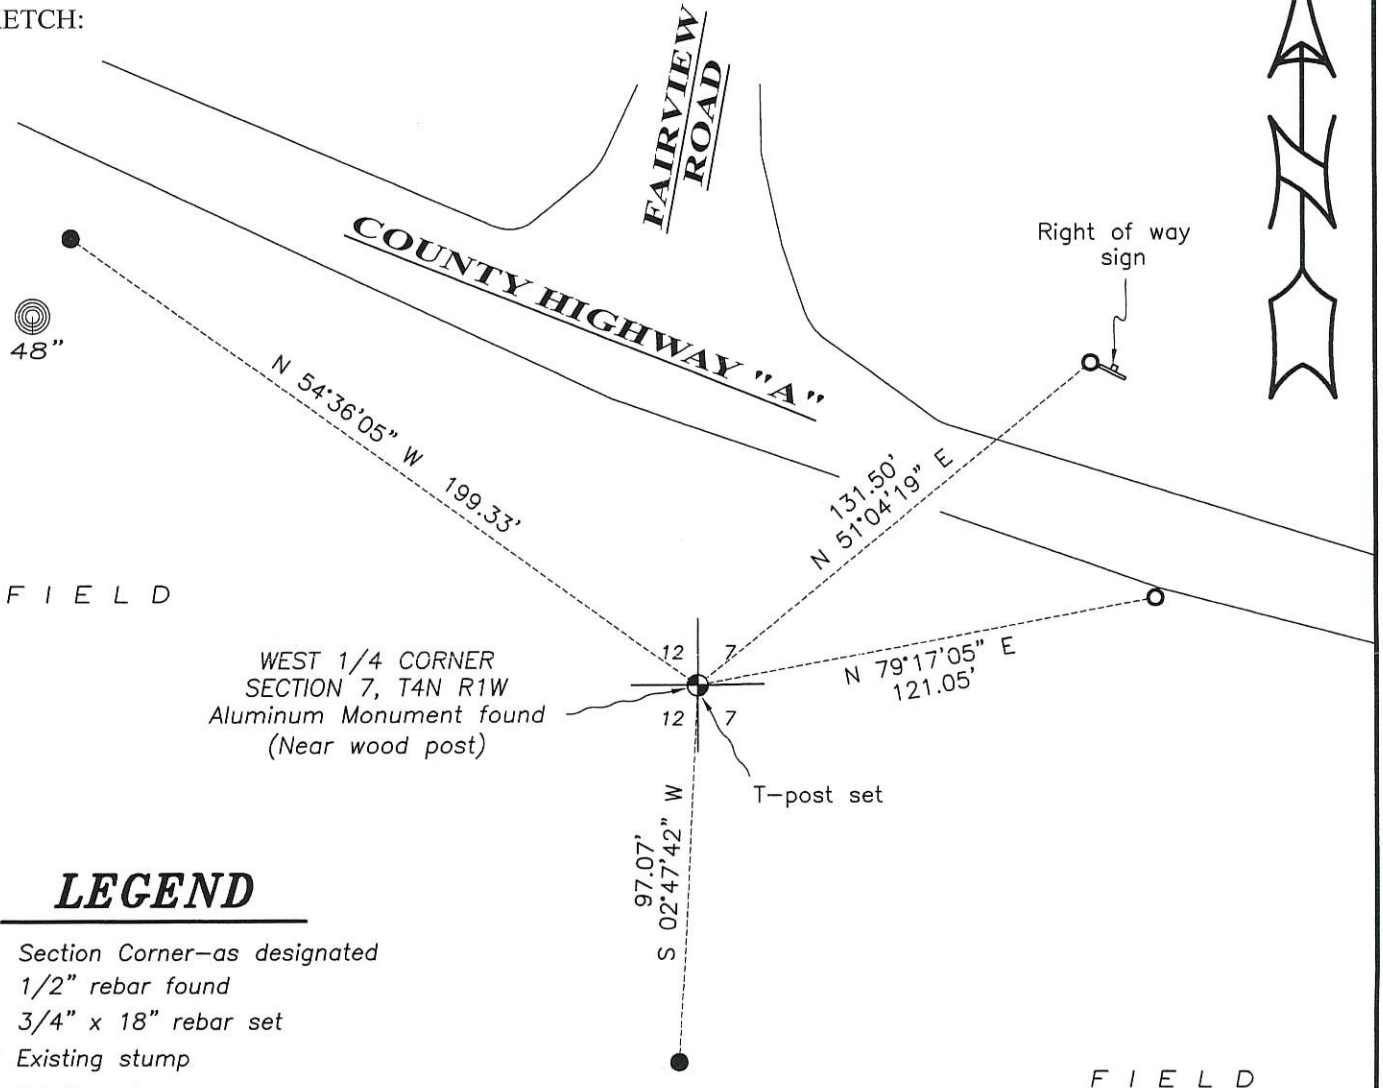 ETCH:
FAIRVIEW
ROAD
COUNTY HIGHWAY "A"
N
Right of way
sign
48"
N 54°36'05" W 199.33'
131.50'
N 51°04'19" E
FIELD
WEST 1/4 CORNER
SECTION 7, T4N R1W
Aluminum Monument found
(Near wood post)
12 7
12 7
N 79°17'05" E
121.05'
T-post set
97.07'
S 02°47'42" W
LEGEND
Section Corner-as designated
1/2" rebar found
3/4" x 18" rebar set
Existing stump
FIELD